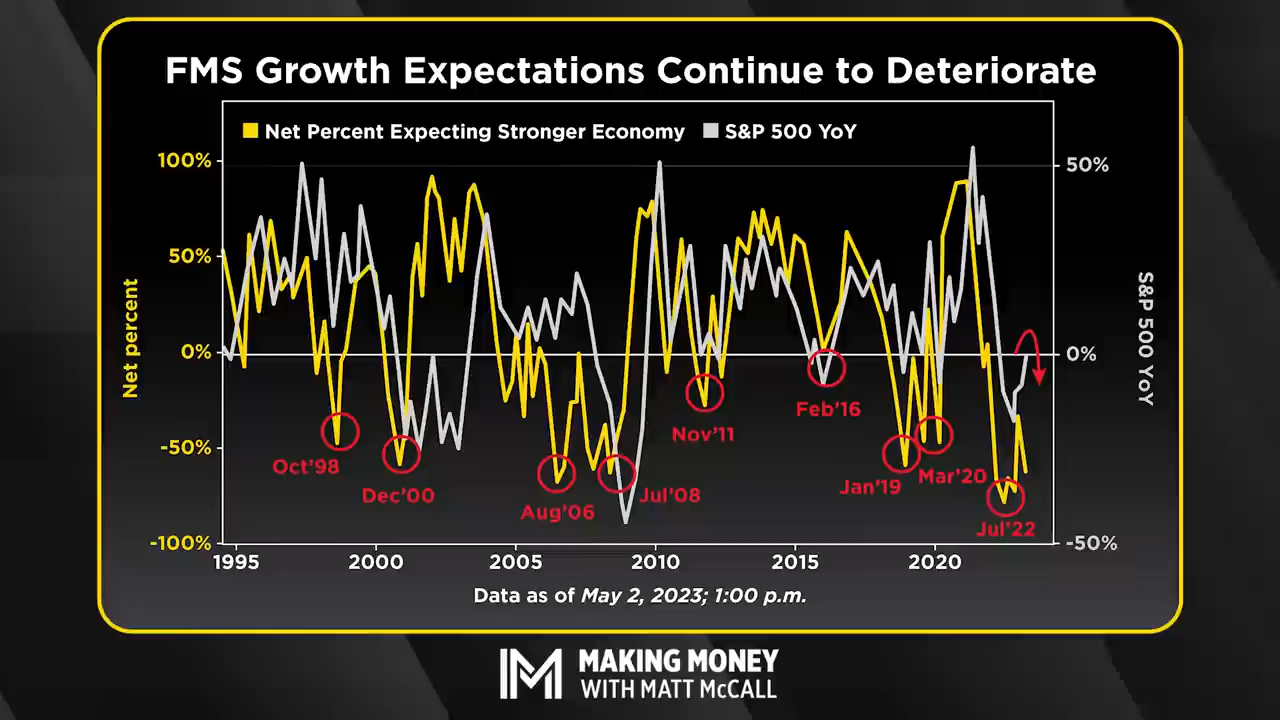 FMS Growth Expectations Continue to Deteriorate
Net Percent Expecting Stronger Economy
S&P 500 YoY
100%
50%
0%
-50%
-100%
Net percent
50%
0%
-50%
S&P 500 YoY
Oct’98
Dec’00
Aug’06
Jul’08
Nov’11
Feb’16
Jan’19
Mar’20
Jul’22
1995
2000
2005
2010
2015
2020
Data as of May 2, 2023; 1:00 p.m.
MAKING MONEY
WITH MATT McCALL